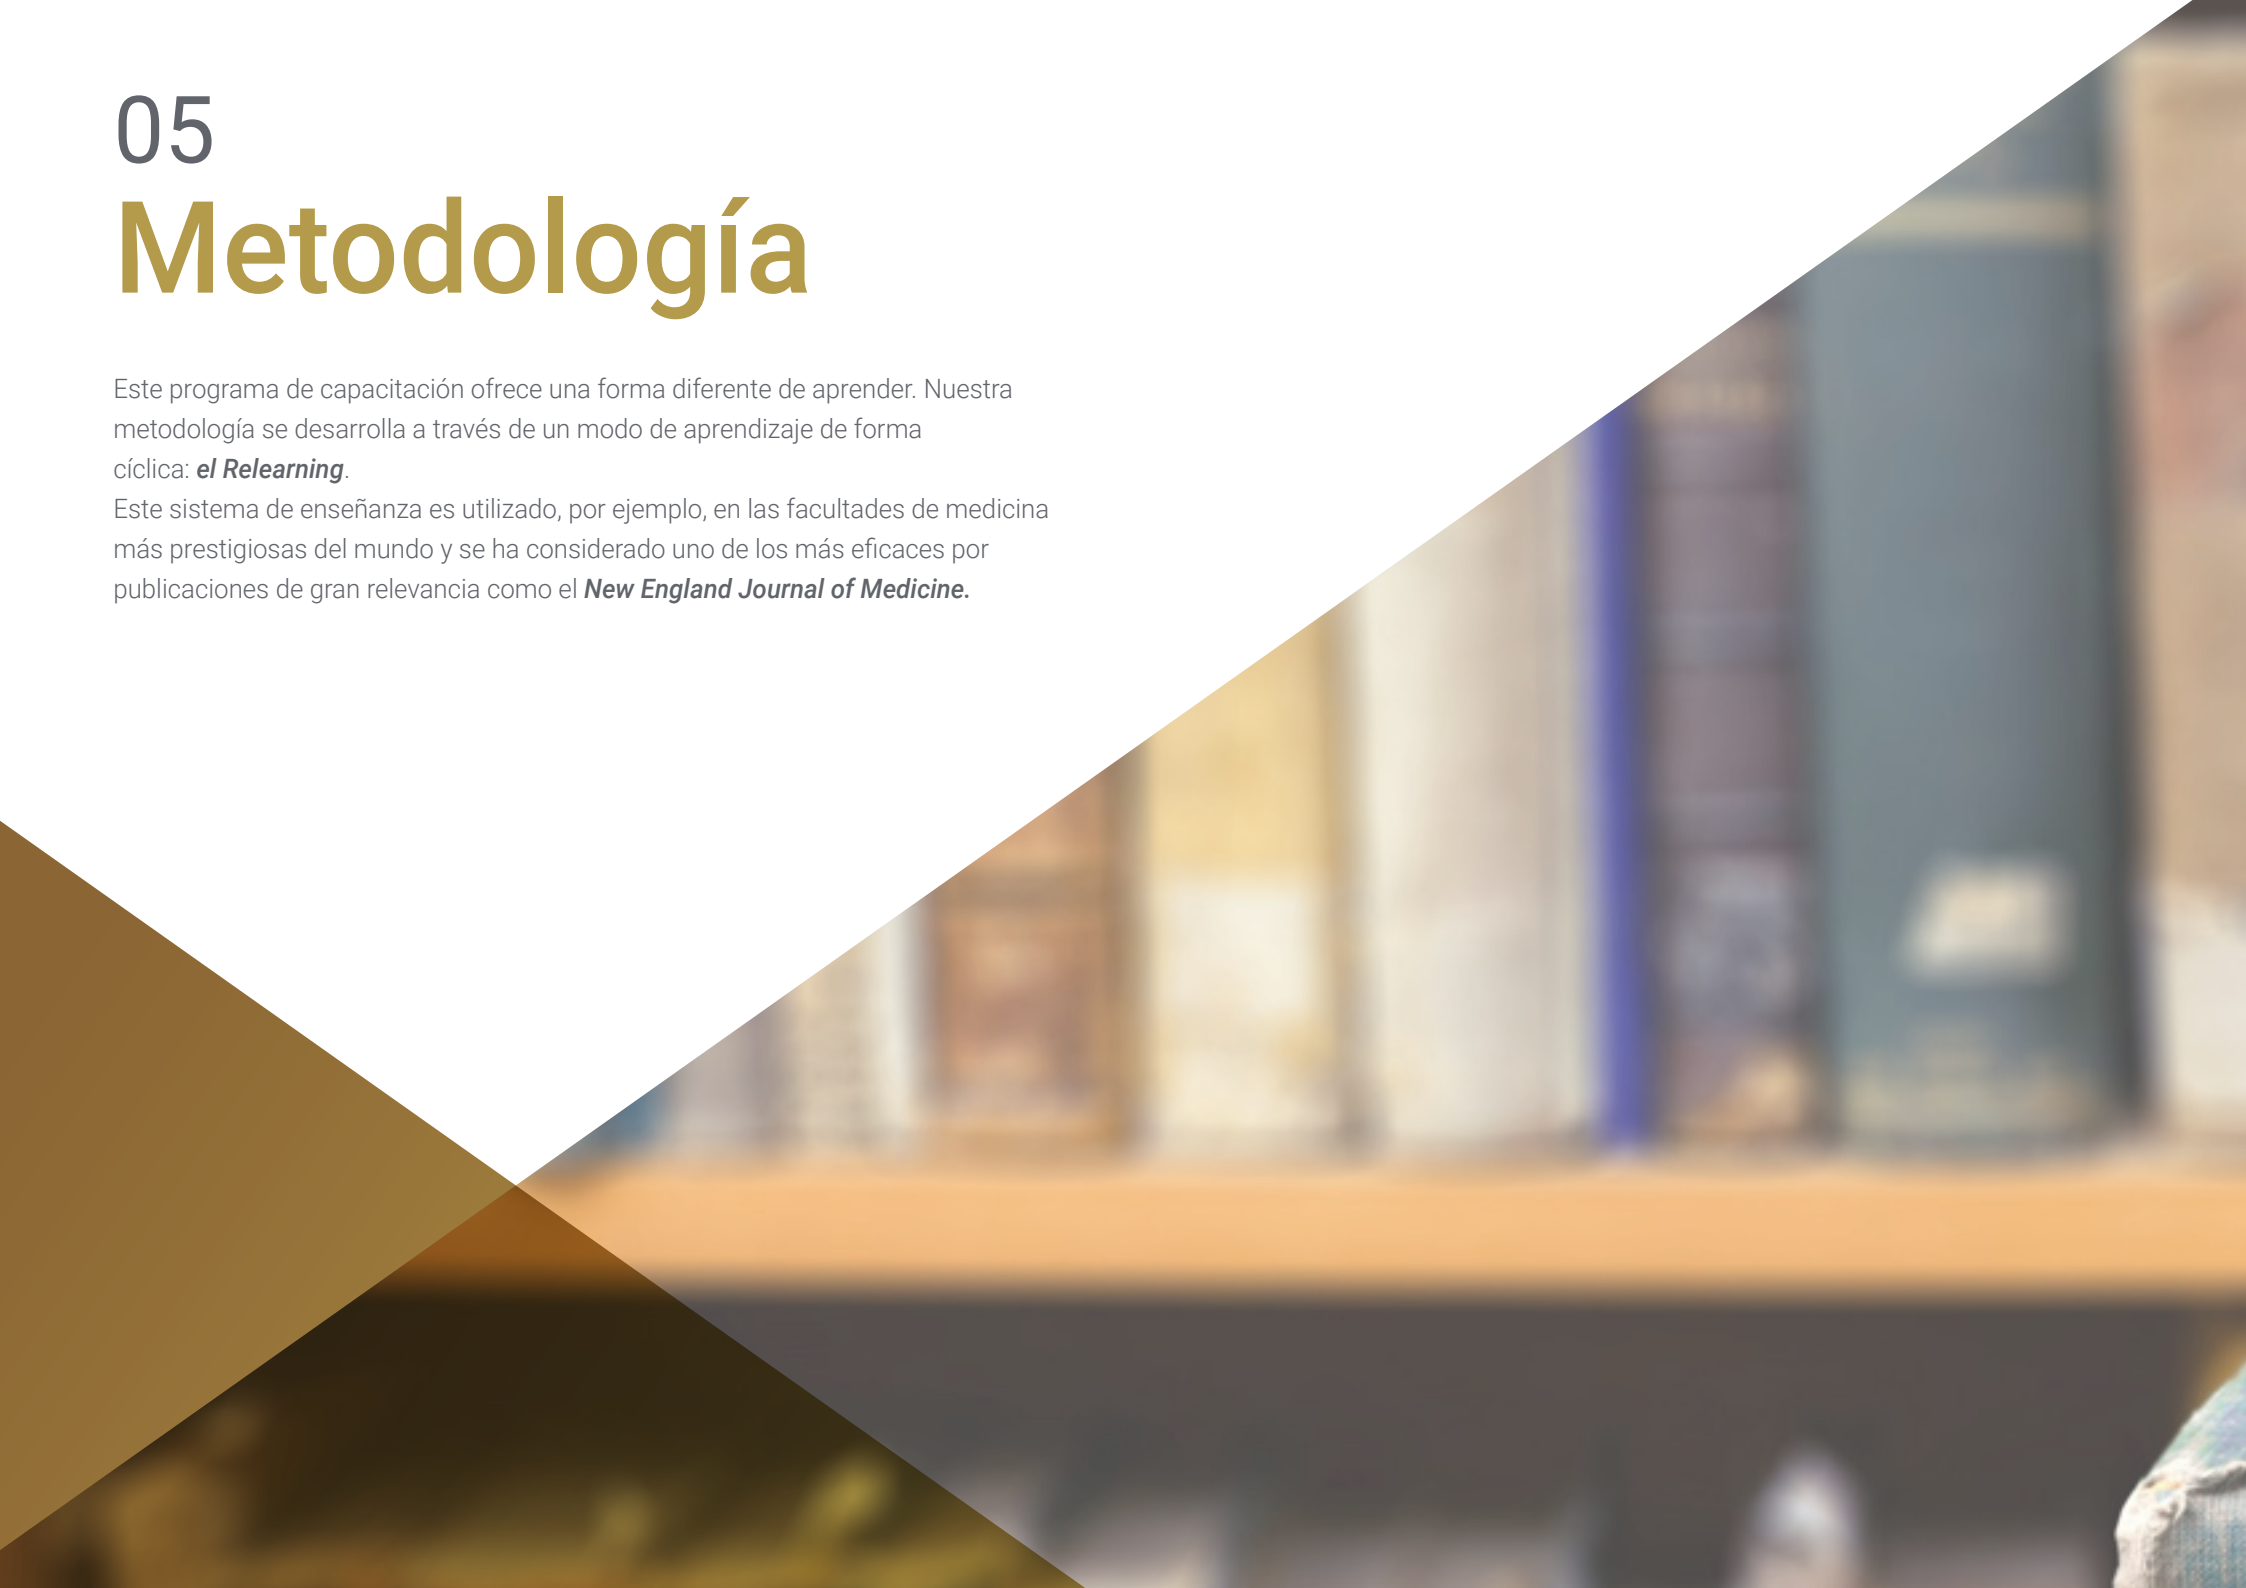 05
Metodología
Este programa de capacitación ofrece una forma diferente de aprender. Nuestra
metodología se desarrolla a través de un modo de aprendizaje de forma
cíclica: el Relearning.
Este sistema de enseñanza es utilizado, por ejemplo, en las facultades de medicina
más prestigiosas del mundo y se ha considerado uno de los más eficaces por
publicaciones de gran relevancia como el New England Journal of Medicine.